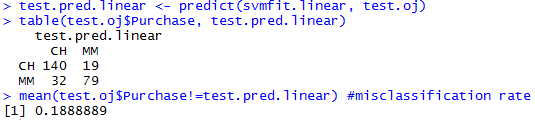 > test.pred.linear <- predict(svmfit.linear, test.oj)
> table(test.oj$Purchase, test.pred.linear)
test.pred.linear
CH MM
CH 140 19
MM 32 79
> mean(test.oj$Purchase!=test.pred.linear) #misclassification rate
[1] 0.1888889